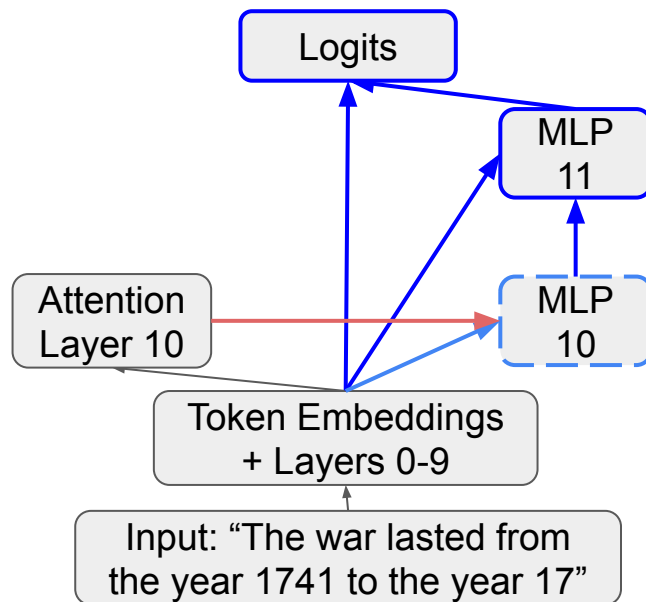 Logits
MLP
11
Attention
Layer 10
MLP
10
Token Embeddings
+ Layers 0-9
Input: “The war lasted from
the year 1741 to the year 17”